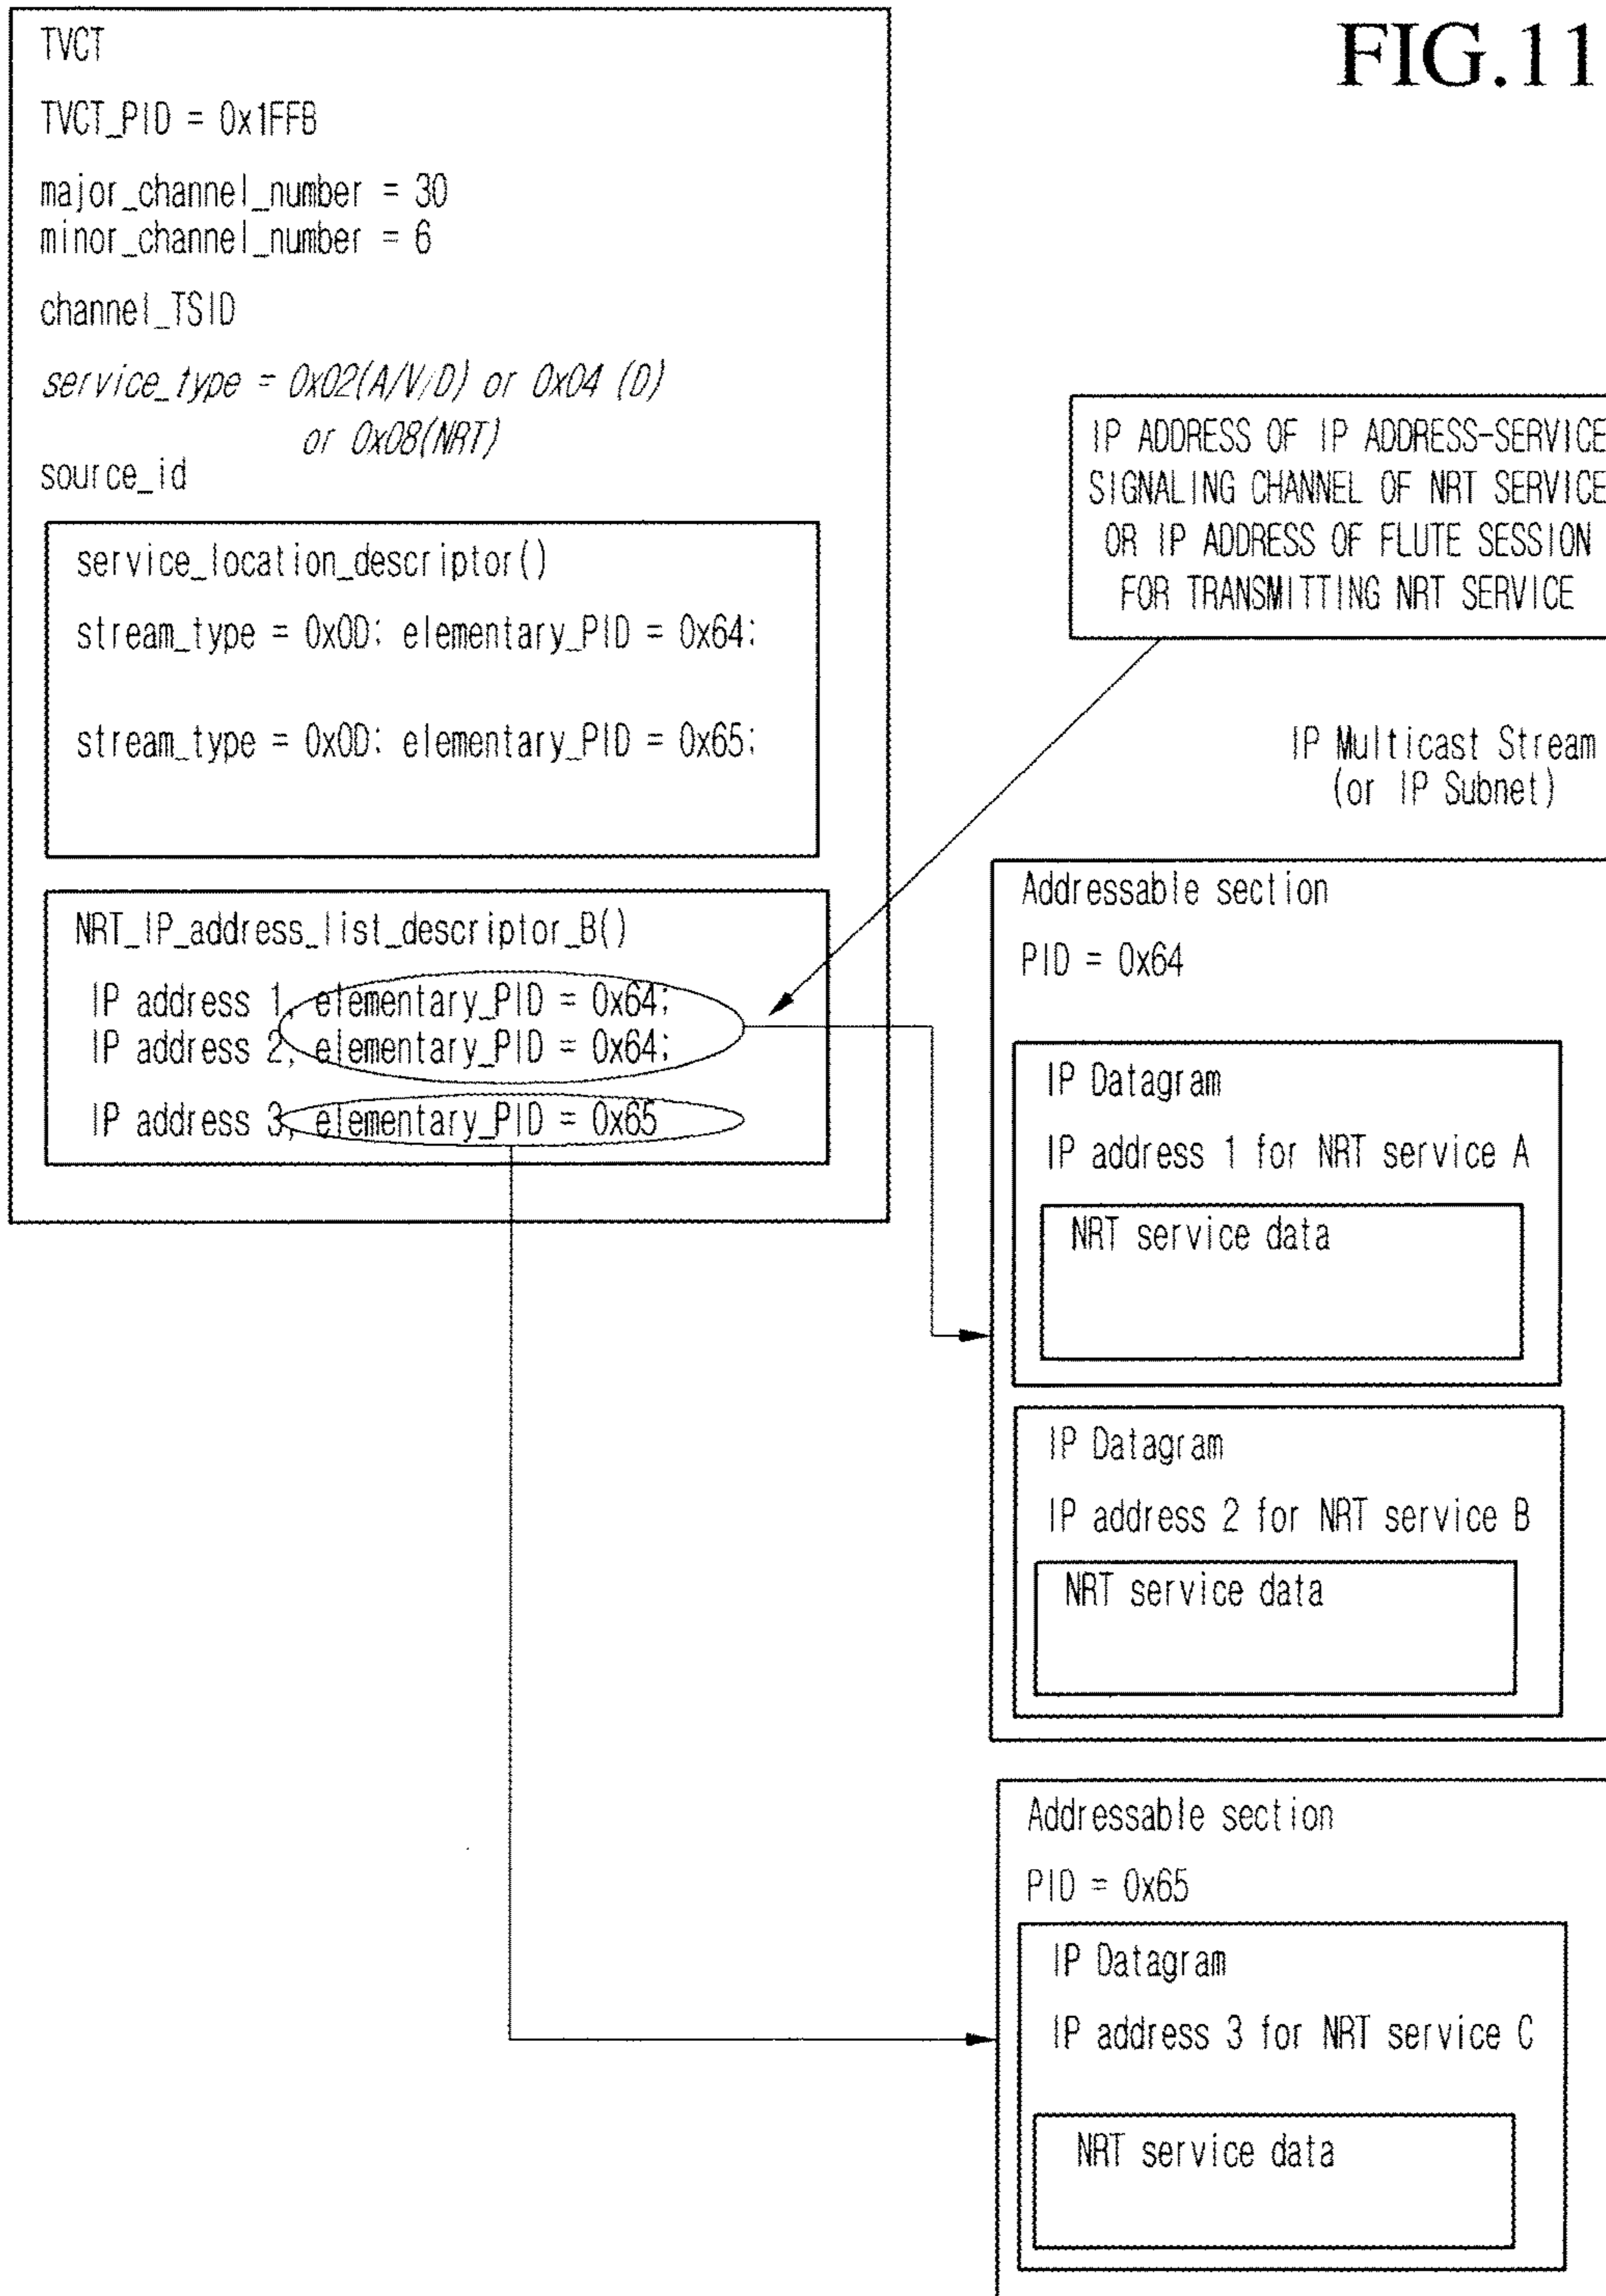 FIG.11
TVCT
TVCT_PID = 0x1FFB
major_channel_number = 30
minor_channel_number = 6
channel_TSID
service_type = 0x02(A/V/D) or 0x04 (D)
or 0x08(NRT)
source_id
service_location_descriptor()
stream_type = 0x0D; elementary_PID = 0x64;
stream_type = 0x0D; elementary_PID = 0x65;
NRT_IP_address_list_descriptor_B()
IP address 1, elementary_PID = 0x64;
IP address 2, elementary_PID = 0x64;
IP address 3, elementary_PID = 0x65
IP ADDRESS OF IP ADDRESS-SERVICE
SIGNALING CHANNEL OF NRT SERVICE
OR IP ADDRESS OF FLUTE SESSION
FOR TRANSMITTING NRT SERVICE
IP Multicast Stream
(or IP Subnet)
Addressable section
PID = 0x64
IP Datagram
IP address 1 for NRT service A
NRT service data
IP Datagram
IP address 2 for NRT service B
NRT service data
Addressable section
PID = 0x65
IP Datagram
IP address 3 for NRT service C
NRT service data